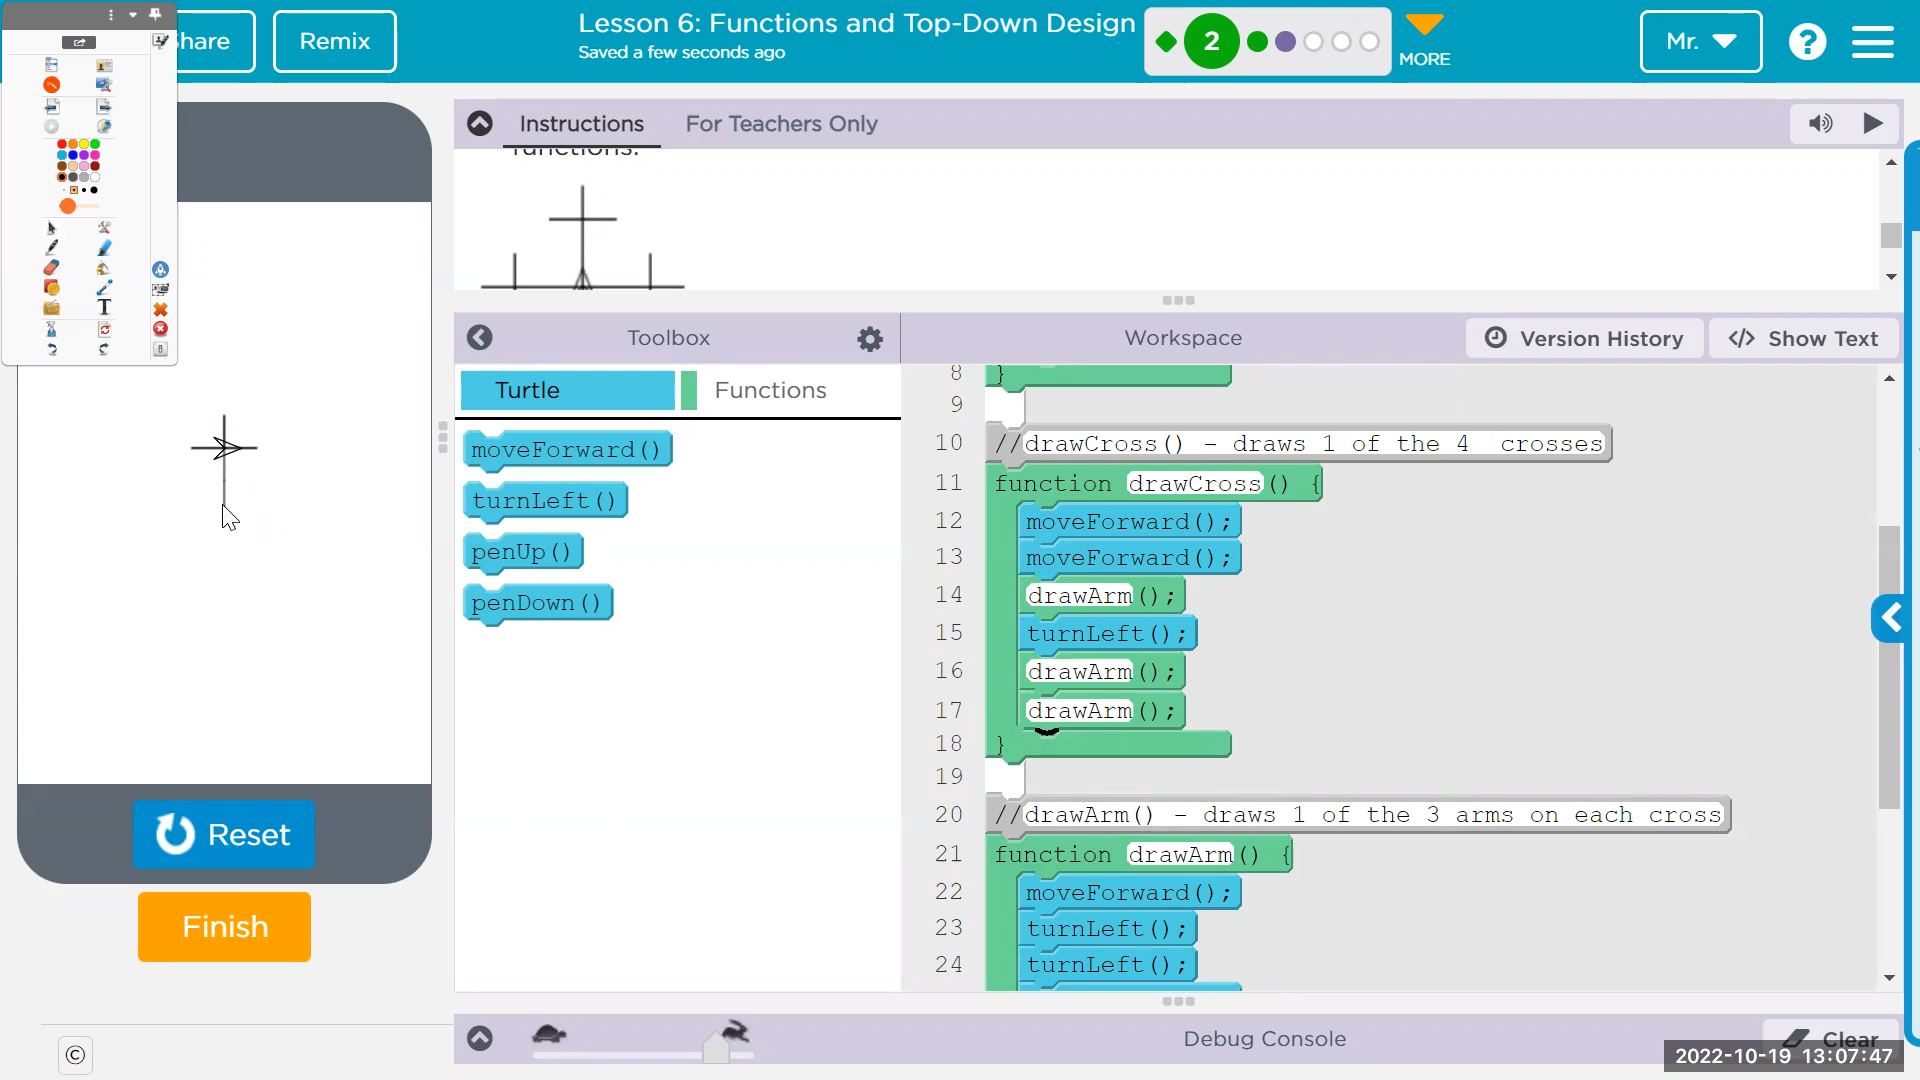 Share
Remix
Lesson 6: Functions and Top-Down Design
Saved a few seconds ago
2
MORE
Mr.
?
Instructions
For Teachers Only
functions:
Toolbox
Workspace
Version History
</> Show Text
Turtle
Functions
moveForward()
turnLeft()
penUp()
penDown()
8 }
9
10 //drawCross() - draws 1 of the 4 crosses
11 function drawCross() {
12 moveForward();
13 moveForward();
14 drawArm();
15 turnLeft();
16 drawArm();
17 drawArm();
18 }
19
20 //drawArm() - draws 1 of the 3 arms on each cross
21 function drawArm() {
22 moveForward();
23 turnLeft();
24 turnLeft();
T
Reset
Finish
©
Debug Console
Clear
2022-10-19 13:07:47